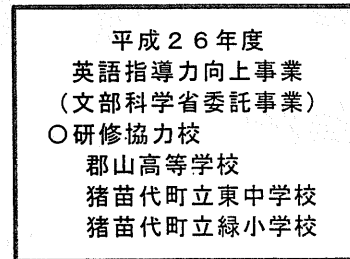 平成２６年度
英語指導力向上事業
（文部科学省委託事業）
○研修協力校
郡山高等学校
猪苗代町立東中学校
猪苗代町立緑小学校